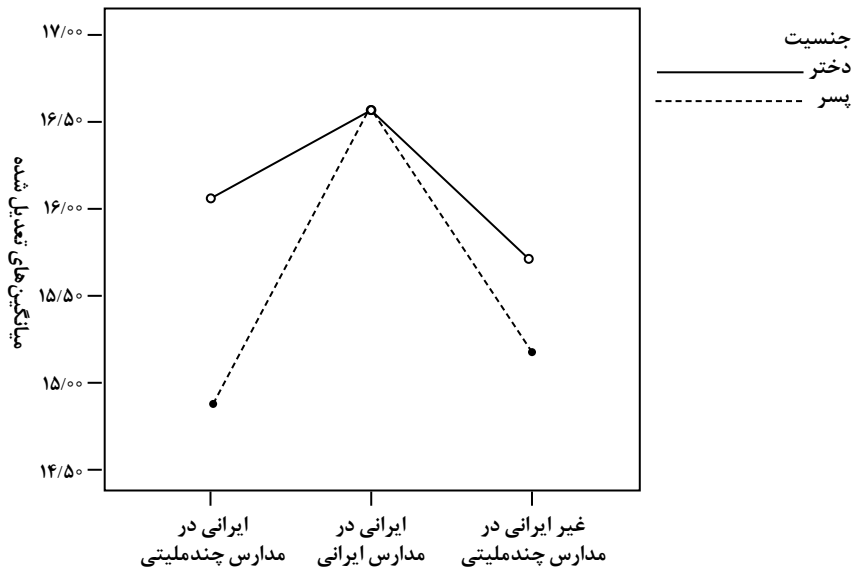 جنسیت
دختر
پسر
میانگین‌های تعدیل شده
۱۷/۰۰
۱۶/۵۰
۱۶/۰۰
۱۵/۵۰
۱۵/۰۰
۱۴/۵۰
ایرانی در
مدارس چندملیتی
ایرانی در
مدارس ایرانی
غیر ایرانی در
مدارس چندملیتی